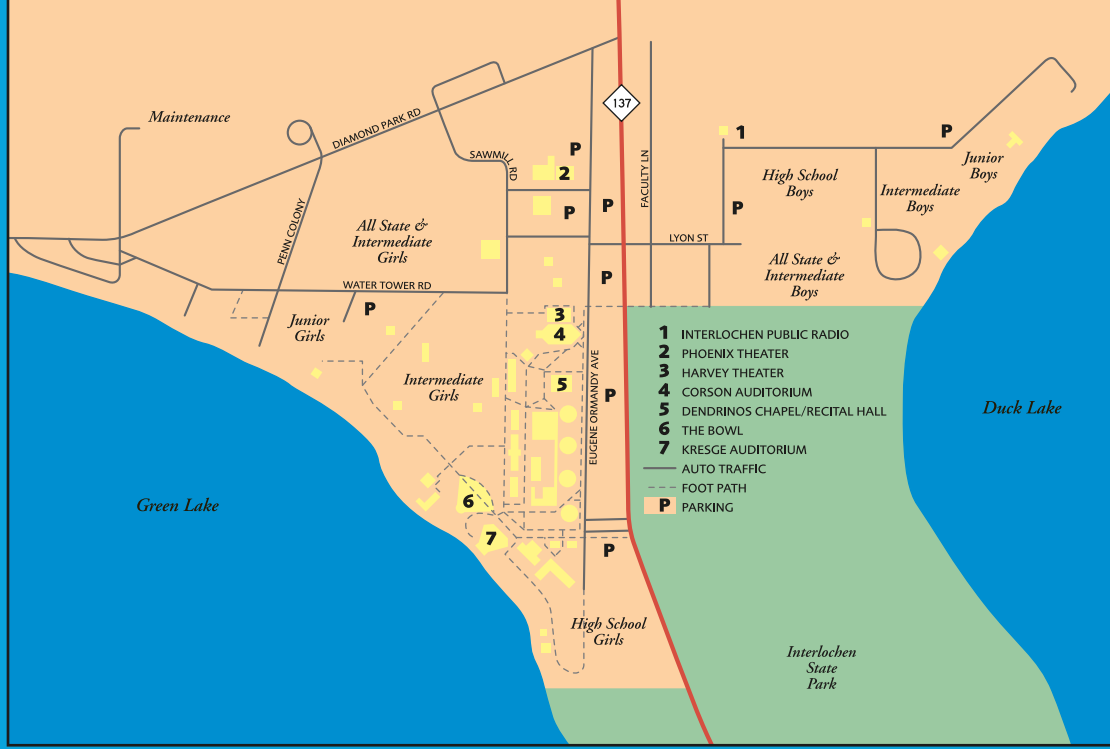 137
Maintenance
DIAMOND PARK RD
SAWMILL RD
P
2
P
P
FACULTY LN
1
P
High School
Boys
Junior
Boys
Intermediate
Boys
P
PENN COLONY
All State &
Intermediate
Girls
LYON ST
All State &
Intermediate
Boys
WATER TOWER RD
P
P
Junior
Girls
3
4
5
Intermediate
Girls
EUGENE ORMANDY AVE
P
1 INTERLOCHEN PUBLIC RADIO
2 PHOENIX THEATER
3 HARVEY THEATER
4 CORSON AUDITORIUM
5 DENDRINOS CHAPEL/RECITAL HALL
6 THE BOWL
7 KRESGE AUDITORIUM
AUTO TRAFFIC
FOOT PATH
P PARKING
Duck Lake
Green Lake
6
7
P
High School
Girls
Interlochen
State
Park